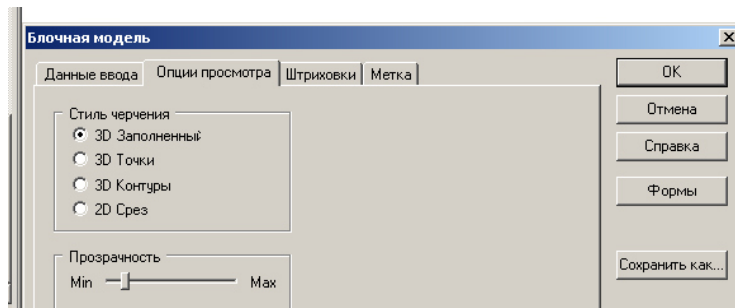 Блочная модель
Данные ввода Опции просмотра Штриховки Метка
Стиль черчения
3D Заполненный
3D Точки
3D Контуры
2D Срез
Прозрачность
Min Max
OK
Отмена
Справка
Формы
Сохранить как...